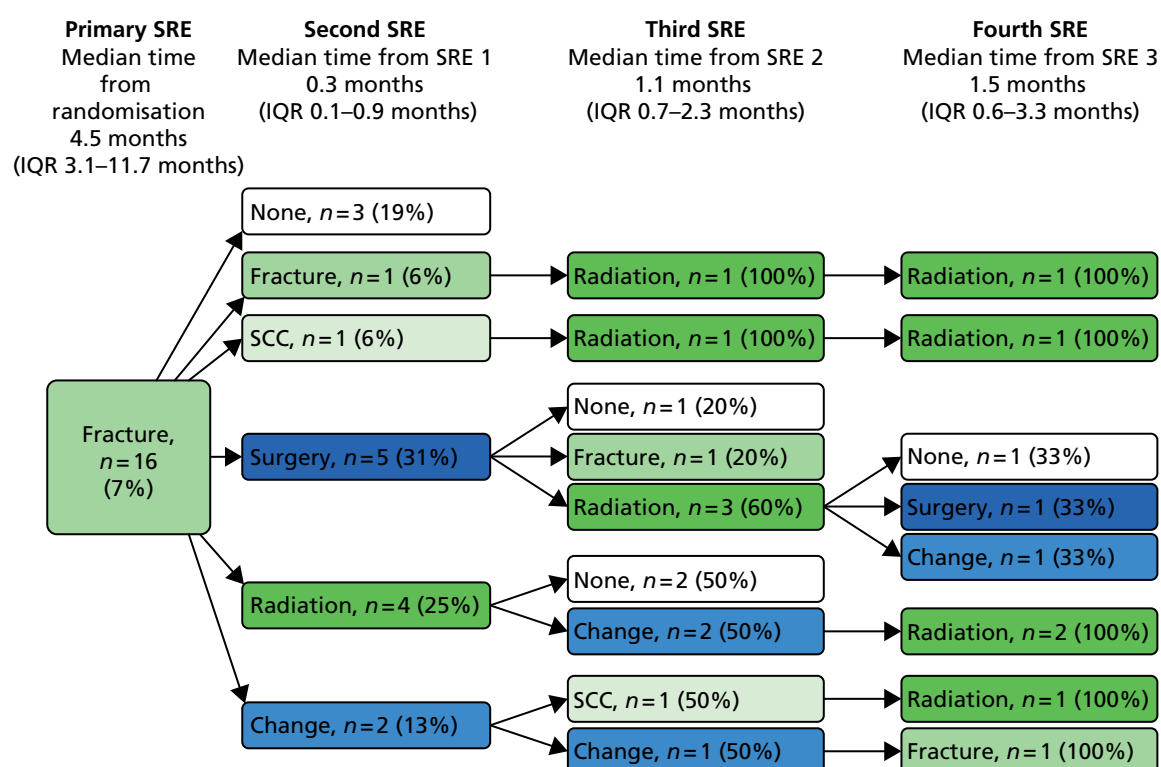 Primary SRE
Median time
from
randomisation
4.5 months
(IQR 3.1–11.7 months)
Second SRE
Median time from SRE 1
0.3 months
(IQR 0.1–0.9 months)
Third SRE
Median time from SRE 2
1.1 months
(IQR 0.7–2.3 months)
Fourth SRE
Median time from SRE 3
1.5 months
(IQR 0.6–3.3 months)
Fracture,
n=16
(7%)
None, n=3 (19%)
Fracture, n=1 (6%)
Radiation, n=1 (100%)
Radiation, n=1 (100%)
SCC, n=1 (6%)
Radiation, n=1 (100%)
Radiation, n=1 (100%)
Surgery, n=5 (31%)
None, n=1 (20%)
Fracture, n=1 (20%)
Radiation, n=3 (60%)
None, n=1 (33%)
Surgery, n=1 (33%)
Change, n=1 (33%)
Radiation, n=4 (25%)
None, n=2 (50%)
Change, n=2 (50%)
Radiation, n=2 (100%)
Change, n=2 (13%)
SCC, n=1 (50%)
Radiation, n=1 (100%)
Change, n=1 (50%)
Fracture, n=1 (100%)